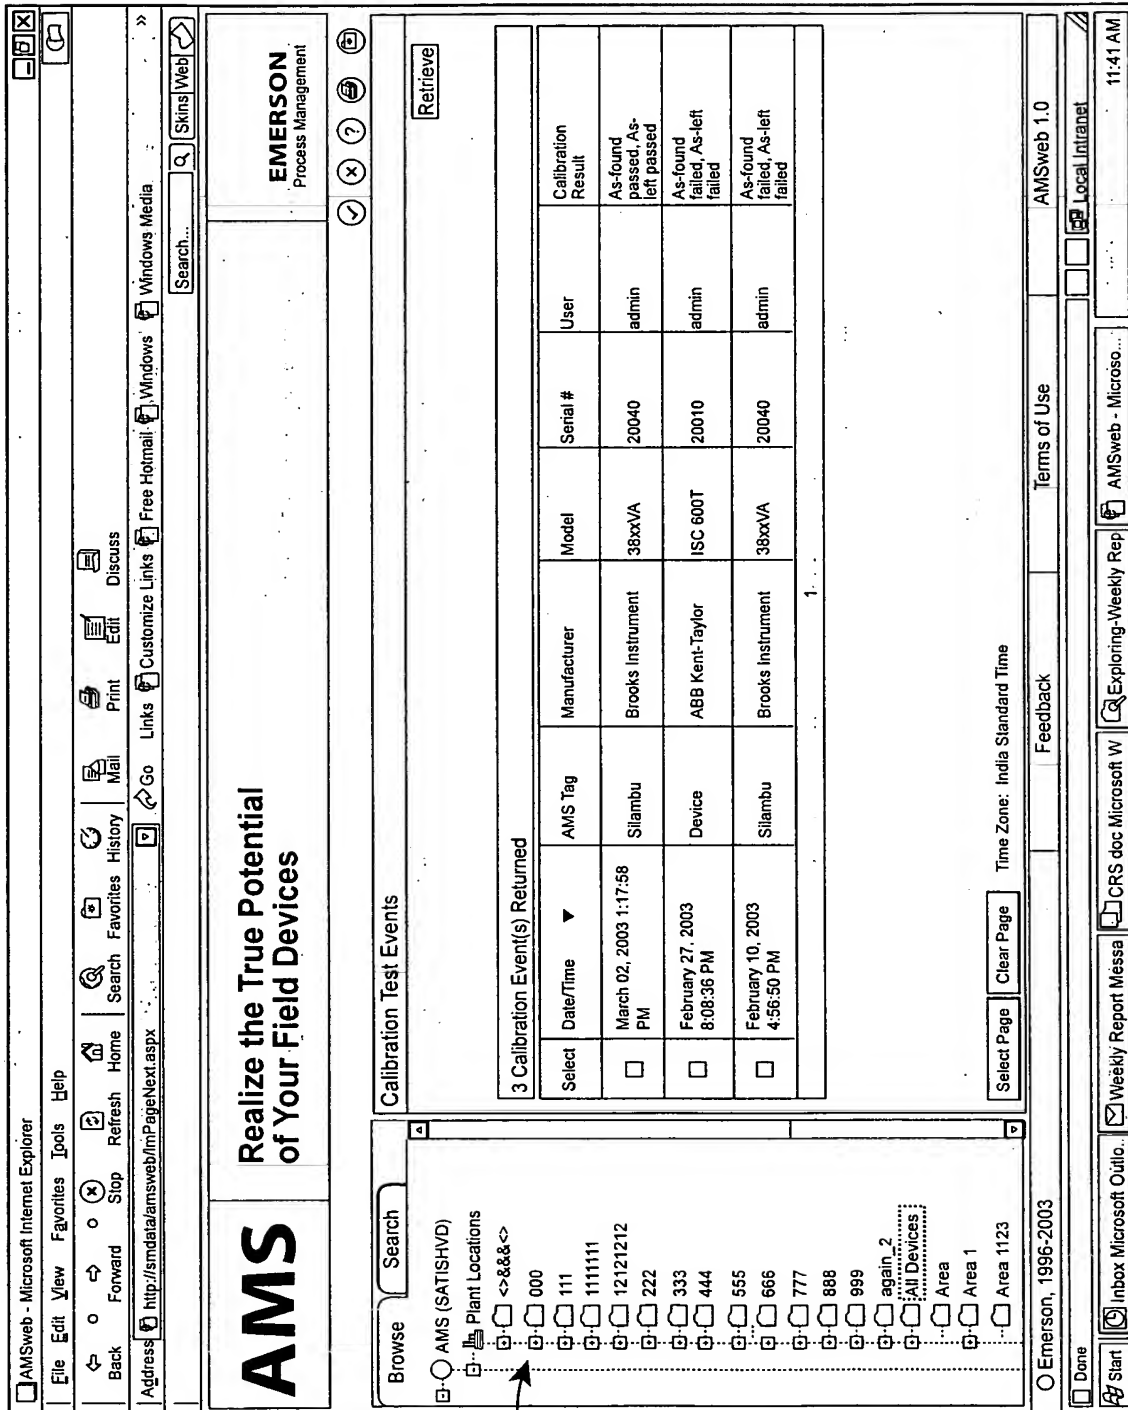 AMSweb - Microsoft Internet Explorer
File Edit View Favorites Tools Help
Back Forward Stop Refresh Home Search Favorites History Mail Print Edit Discuss
Address http://smdata/amsweb/ImPageNext.aspx Go Links Customize Links Free Hotmail Windows Windows Media »
Search... Skins Web
AMS
Realize the True Potential
of Your Field Devices
EMERSON
Process Management
Browse Search
AMS (SATISHVD)
Plant Locations
<>&&&<>
000
111
1111111
12121212
222
333
444
555
666
777
888
999
again_2
All Devices
Area
Area 1
Area 1123
Calibration Test Events
Retrieve
3 Calibration Event(s) Returned
Select Date/Time AMS Tag Manufacturer Model Serial # User Calibration Result
March 02, 2003 1:17:58 PM Silambu Brooks Instrument 38xxVA 20040 admin As-found passed, As-left passed
February 27, 2003 8:08:36 PM Device ABB Kent-Taylor ISC 600T 20010 admin As-found failed, As-left failed
February 10, 2003 4:56:50 PM Silambu Brooks Instrument 38xxVA 20040 admin As-found failed, As-left failed
1
Select Page Clear Page Time Zone: India Standard Time
Emerson, 1996-2003 Feedback Terms of Use AMSweb 1.0
Done Local Intranet
Start Inbox Microsoft Outlo.. Weekly Report Messa CRS doc Microsoft W Exploring-Weekly Rep AMSweb - Microso... 11:41 AM